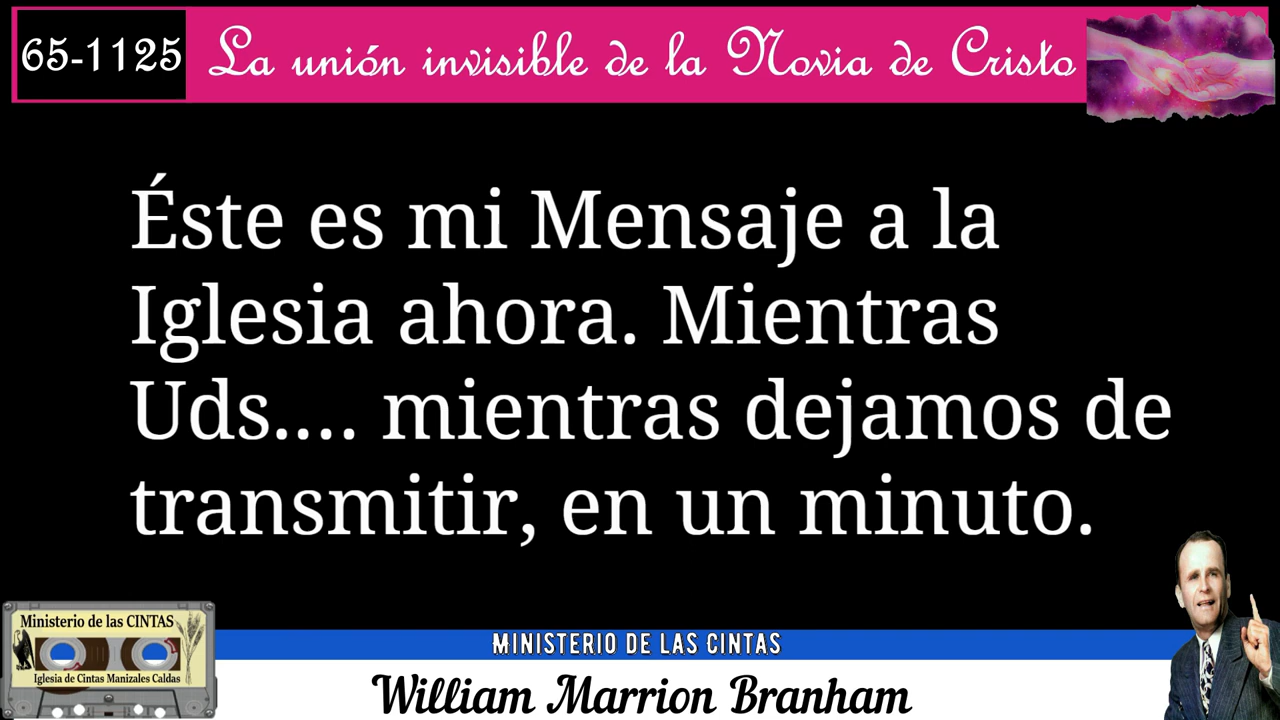 65-1125 La unión invisible de la Novia de Cristo
Éste es mi Mensaje a la
Iglesia ahora. Mientras
Uds.... mientras dejamos de
transmitir, en un minuto.
Ministerio de las CINTAS
Iglesia de Cintas Manizales Caldas
MINISTERIO DE LAS CINTAS
William Marrion Branham